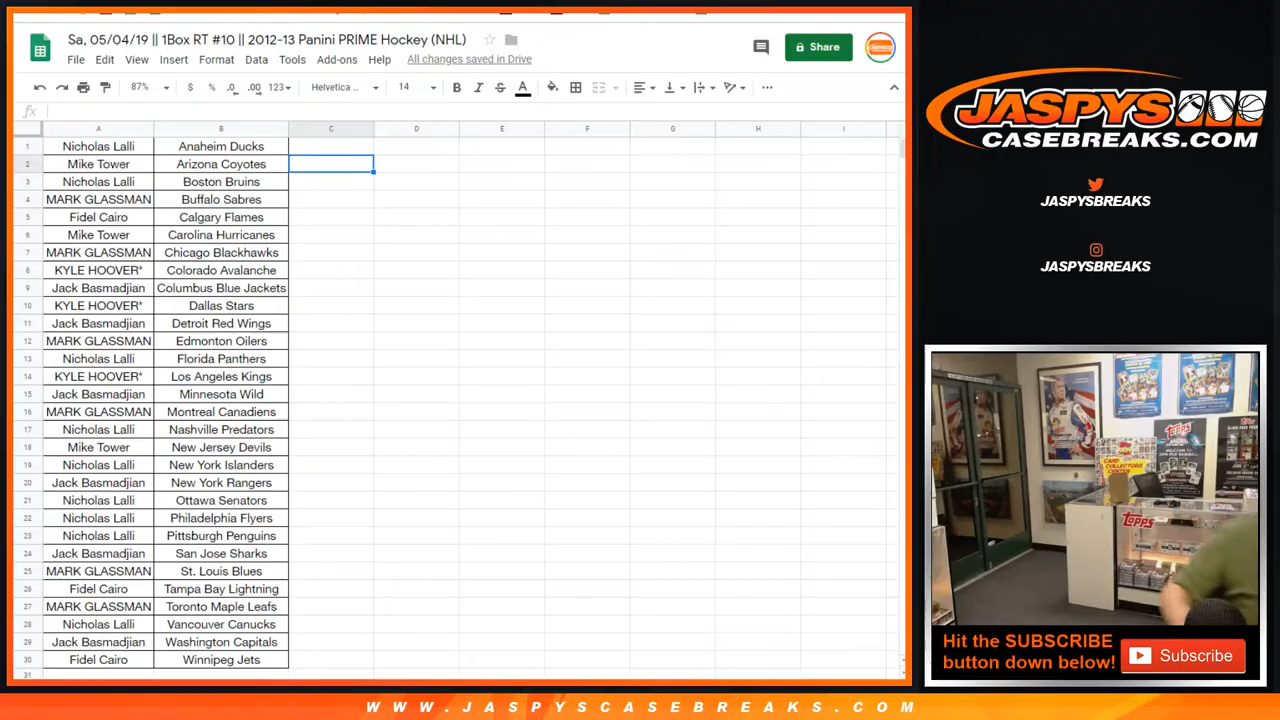 Sa, 05/04/19 || 1Box RT #10 || 2012-13 Panini PRIME Hockey (NHL)
File Edit View Insert Format Data Tools Add-ons Help All changes saved in Drive
Share
87% $ % .0 .00 123 Helvetica ... 14 B I S A
fx
A B C D E F G H I
1 Nicholas Lalli Anaheim Ducks
2 Mike Tower Arizona Coyotes
3 Nicholas Lalli Boston Bruins
4 MARK GLASSMAN Buffalo Sabres
5 Fidel Cairo Calgary Flames
6 Mike Tower Carolina Hurricanes
7 MARK GLASSMAN Chicago Blackhawks
8 KYLE HOOVER* Colorado Avalanche
9 Jack Basmadjian Columbus Blue Jackets
10 KYLE HOOVER* Dallas Stars
11 Jack Basmadjian Detroit Red Wings
12 MARK GLASSMAN Edmonton Oilers
13 Nicholas Lalli Florida Panthers
14 KYLE HOOVER* Los Angeles Kings
15 Jack Basmadjian Minnesota Wild
16 MARK GLASSMAN Montreal Canadiens
17 Nicholas Lalli Nashville Predators
18 Mike Tower New Jersey Devils
19 Nicholas Lalli New York Islanders
20 Jack Basmadjian New York Rangers
21 Nicholas Lalli Ottawa Senators
22 Nicholas Lalli Philadelphia Flyers
23 Nicholas Lalli Pittsburgh Penguins
24 Jack Basmadjian San Jose Sharks
25 MARK GLASSMAN St. Louis Blues
26 Fidel Cairo Tampa Bay Lightning
27 MARK GLASSMAN Toronto Maple Leafs
28 Nicholas Lalli Vancouver Canucks
29 Jack Basmadjian Washington Capitals
30 Fidel Cairo Winnipeg Jets
31
JASPYS
CASEBREAKS.COM
JASPYSBREAKS
JASPYSBREAKS
Topps
CARD COLLECTORS CENTER
TOPPS
Hit the SUBSCRIBE
button down below!
Subscribe
WWW.JASPYSCASEBREAKS.COM